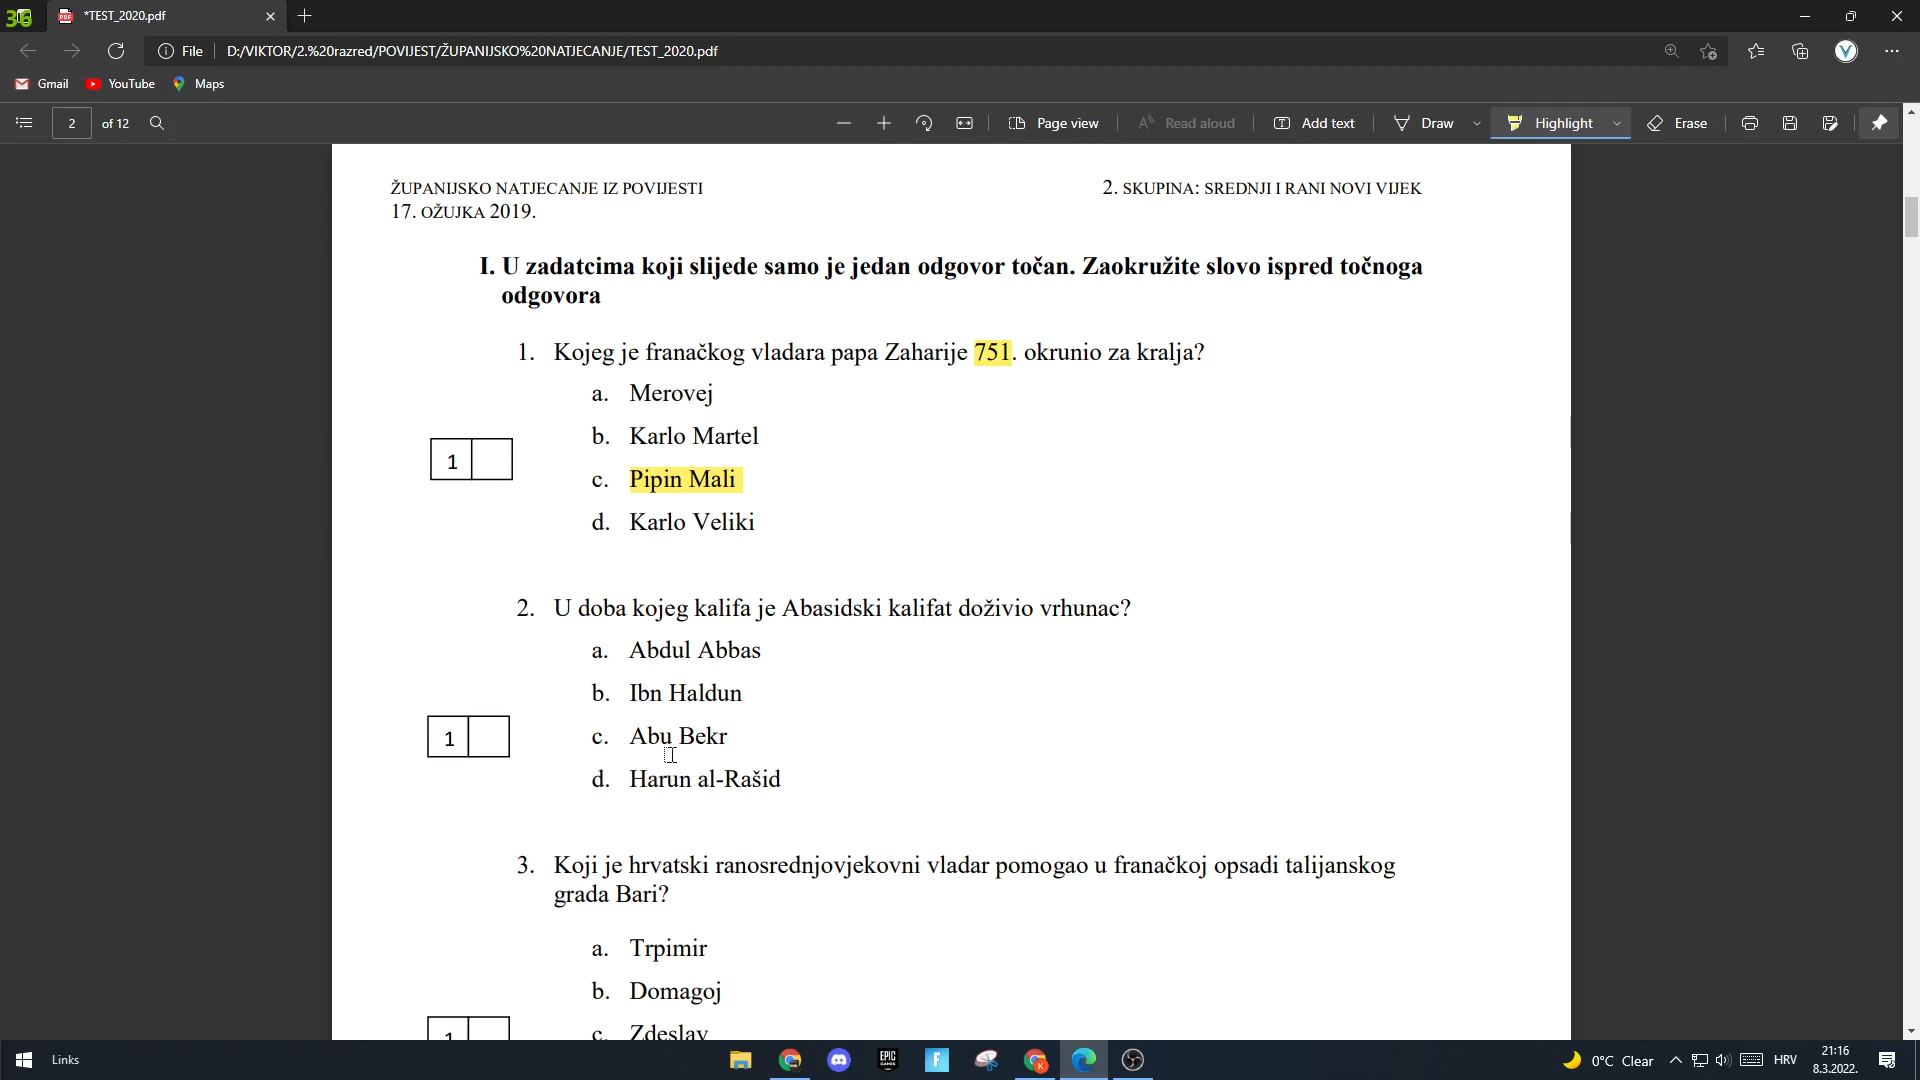 36
*TEST_2020.pdf
File
D:/VIKTOR/2.%20razred/POVIJEST/ŽUPANIJSKO%20NATJECANJE/TEST_2020.pdf
V
Gmail
YouTube
Maps
2 of 12
Page view
Read aloud
Add text
Draw
Highlight
Erase
ŽUPANIJSKO NATJECANJE IZ POVIJESTI
2. SKUPINA: SREDNJI I RANI NOVI VIJEK
17. OŽUJKA 2019.
I. U zadatcima koji slijede samo je jedan odgovor točan. Zaokružite slovo ispred točnoga
odgovora
1. Kojeg je franačkog vladara papa Zaharije 751. okrunio za kralja?
a. Merovej
b. Karlo Martel
1
c. Pipin Mali
d. Karlo Veliki
2. U doba kojeg kalifa je Abasidski kalifat doživio vrhunac?
a. Abdul Abbas
b. Ibn Haldun
1
c. Abu Bekr
d. Harun al-Rašid
3. Koji je hrvatski ranosrednjovjekovni vladar pomogao u franačkoj opsadi talijanskog
grada Bari?
a. Trpimir
b. Domagoj
1
c. Zdeslav
Links
EPIC GAMES
0°C Clear
HRV
21:16
8.3.2022.